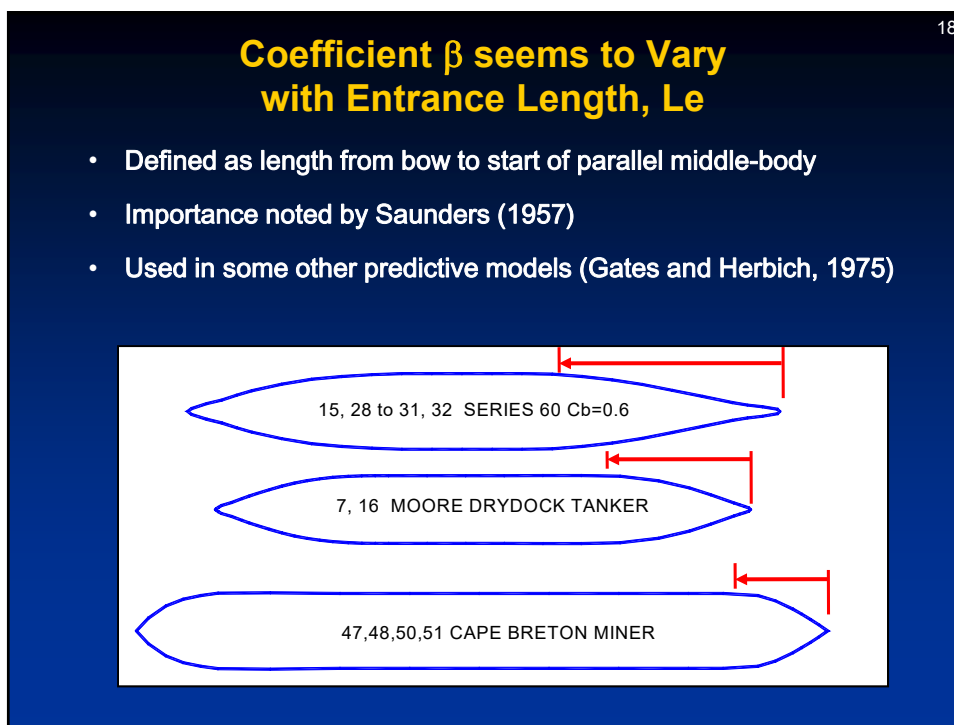 18
Coefficient β seems to Vary
with Entrance Length, Le
• Defined as length from bow to start of parallel middle-body
• Importance noted by Saunders (1957)
• Used in some other predictive models (Gates and Herbich, 1975)
15, 28 to 31, 32 SERIES 60 Cb=0.6
7, 16 MOORE DRYDOCK TANKER
47,48,50,51 CAPE BRETON MINER